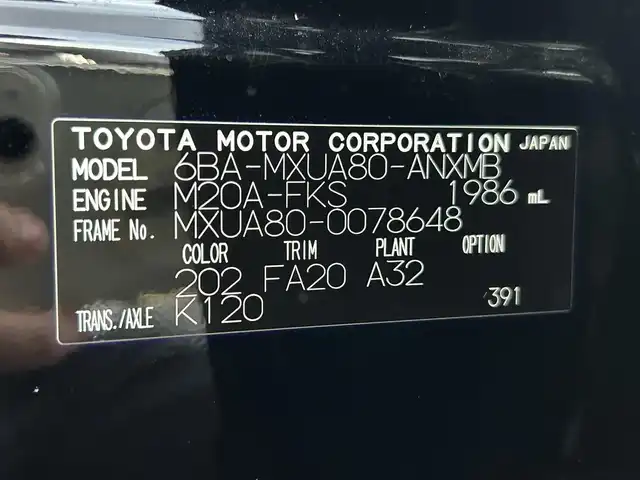 TOYOTA MOTOR CORPORATION JAPAN
MODEL 6BA-MXUA80-ANXMB
ENGINE M20A-FKS 1986 mL
FRAME No. MXUA80-0078648
COLOR TRIM PLANT OPTION
202 FA20 A32
TRANS./AXLE K120 391